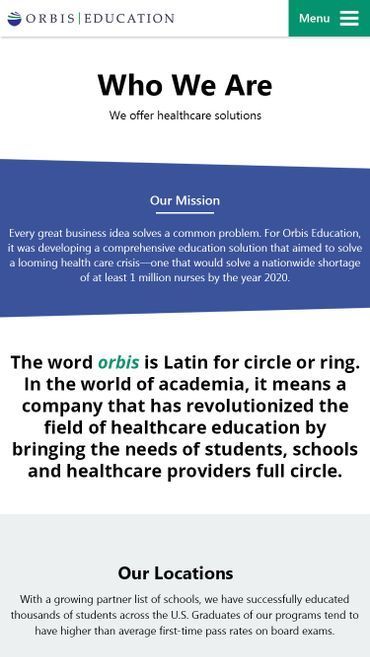 ORBIS|EDUCATION
Menu
Who We Are
We offer healthcare solutions
Our Mission
Every great business idea solves a common problem. For Orbis Education,
it was developing a comprehensive education solution that aimed to solve
a looming health care crisis—one that would solve a nationwide shortage
of at least 1 million nurses by the year 2020.
The word orbis is Latin for circle or ring.
In the world of academia, it means a
company that has revolutionized the
field of healthcare education by
bringing the needs of students, schools
and healthcare providers full circle.
Our Locations
With a growing partner list of schools, we have successfully educated
thousands of students across the U.S. Graduates of our programs tend to
have higher than average first-time pass rates on board exams.